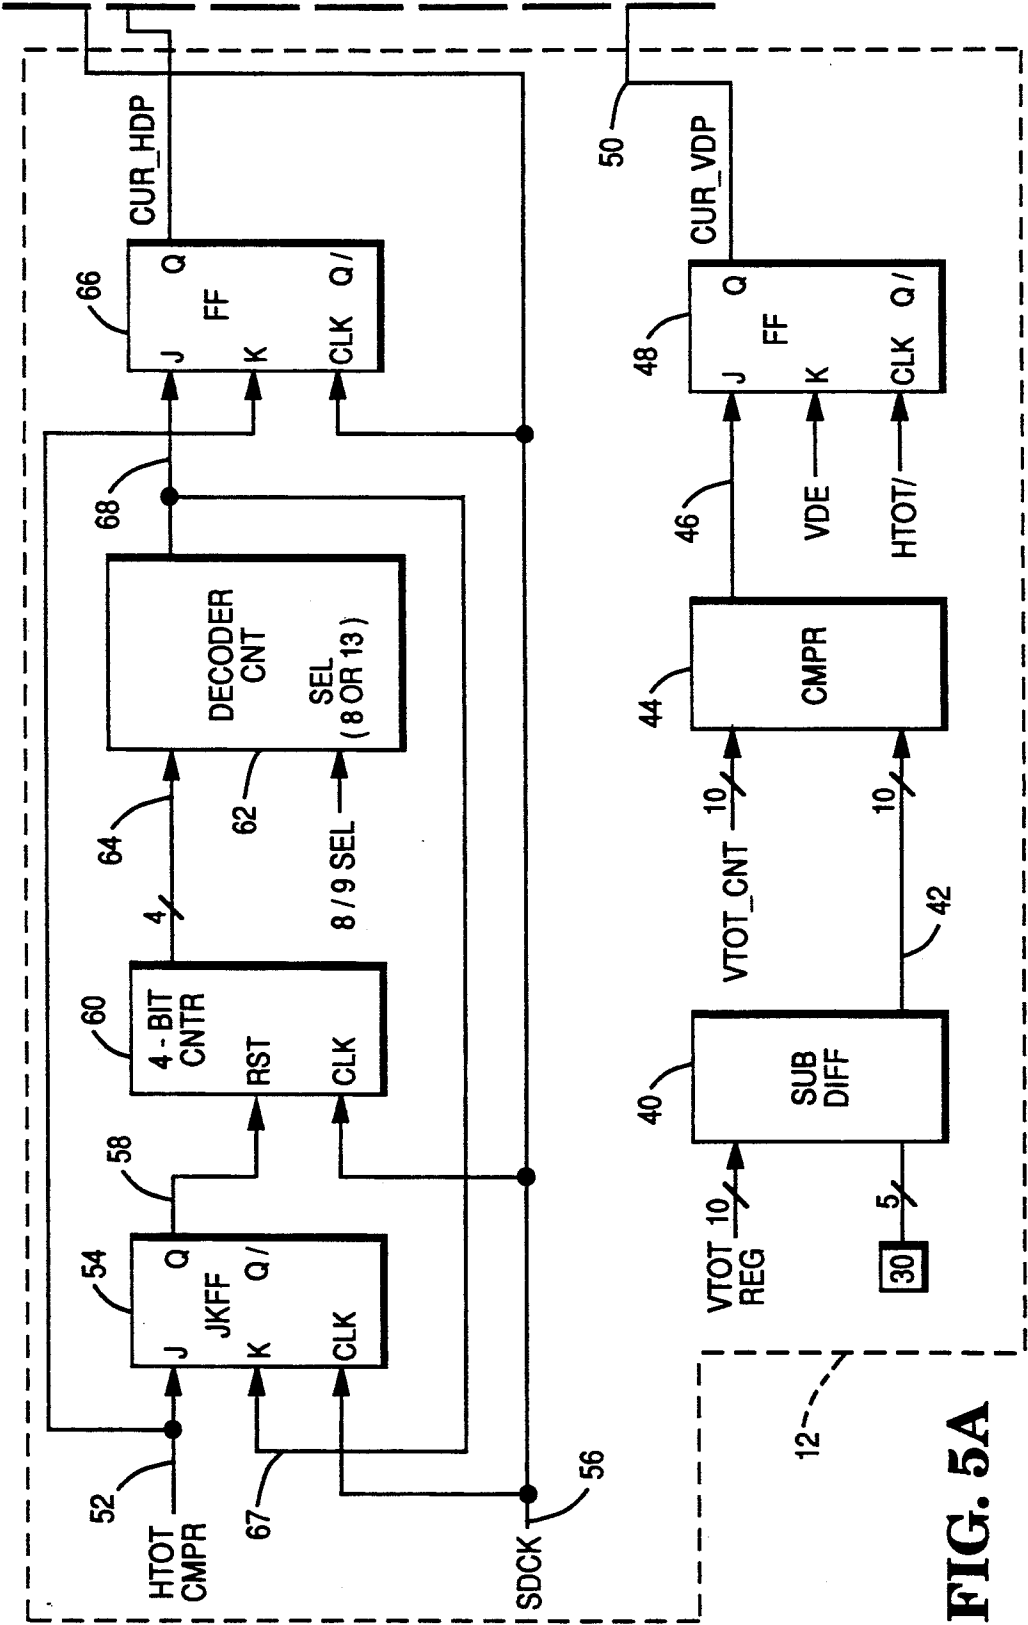 HTOT
CMPR
52
54
J
Q
JKFF
K
Q/
CLK
58
67
SDCK
56
60
4-BIT
CNTR
RST
CLK
4
64
62
8/9 SEL
DECODER
CNT
SEL
(8 OR 13)
68
66
J
Q
FF
K
CLK
Q/
CUR_HDP
VTOT
REG
10
30
5
40
SUB
DIFF
42
VTOT_CNT
10
10
44
CMPR
46
VDE
HTOT/
48
J
Q
FF
K
CLK
Q/
CUR_VDP
50
12
FIG. 5A